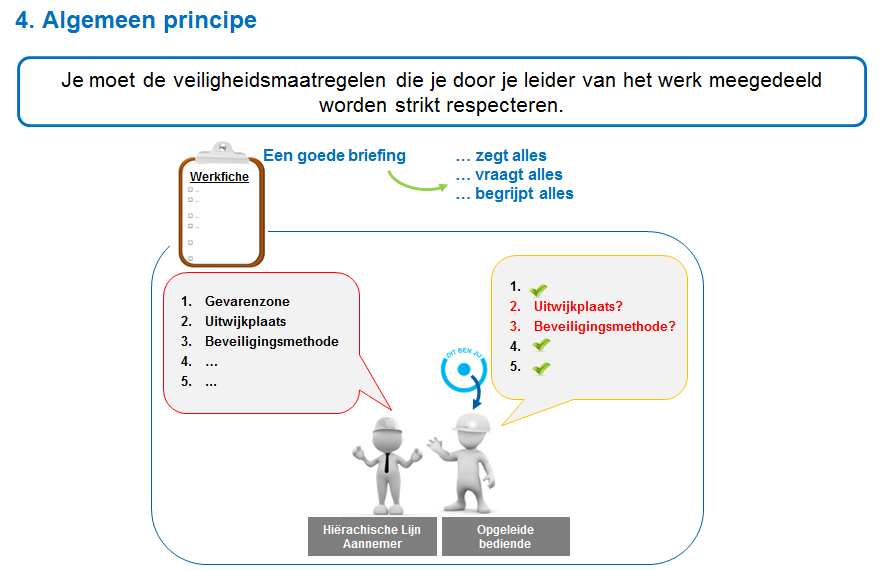 4. Algemeen principe
Je moet de veiligheidsmaatregelen die je door je leider van het werk meegedeeld
worden strikt respecteren.
Een goede briefing
… zegt alles
… vraagt alles
… begrijpt alles
Werkfiche
...
...
...
...
1. Gevarenzone
2. Uitwijkplaats
3. Beveiligingsmethode
4. ...
5. ...
1.
2. Uitwijkplaats?
3. Beveiligingsmethode?
4.
5.
DIT BEN JIJ
Hiërachische Lijn
Aannemer
Opgeleide
bediende